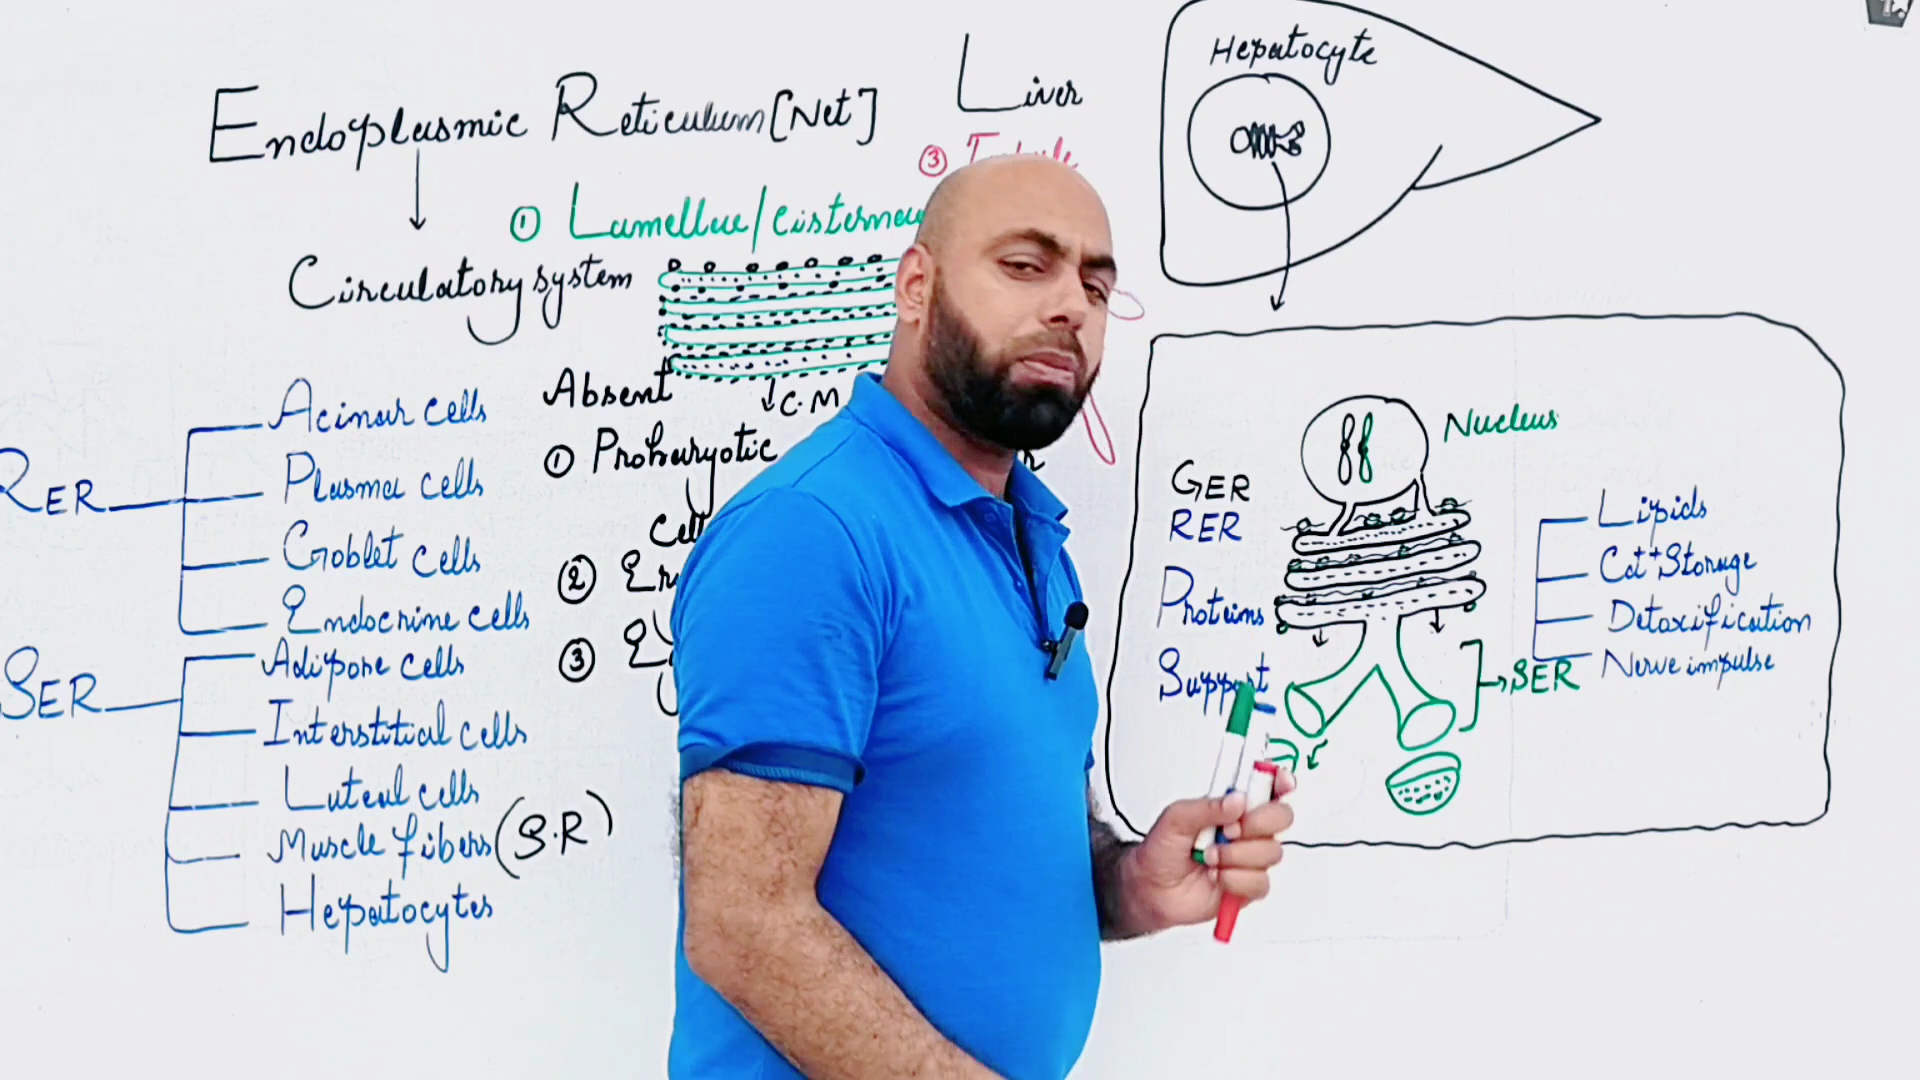 Endoplasmic Reticulum [Net]
Liver
Hepatocyte
③
① Lamellae/Cisternae
Circulatory system
Absent
C.M
① Prokaryotic
Cell
②
③
RER
Acinar cells
Plasma cells
Goblet cells
Endocrine cells
SER
Adipose cells
Interstitial cells
Luteal cells
Muscle fibers (S.R)
Hepatocytes
Nucleus
GER
RER
Proteins
Support
SER
Lipids
Cat+Storage
Detoxification
Nerve impulse